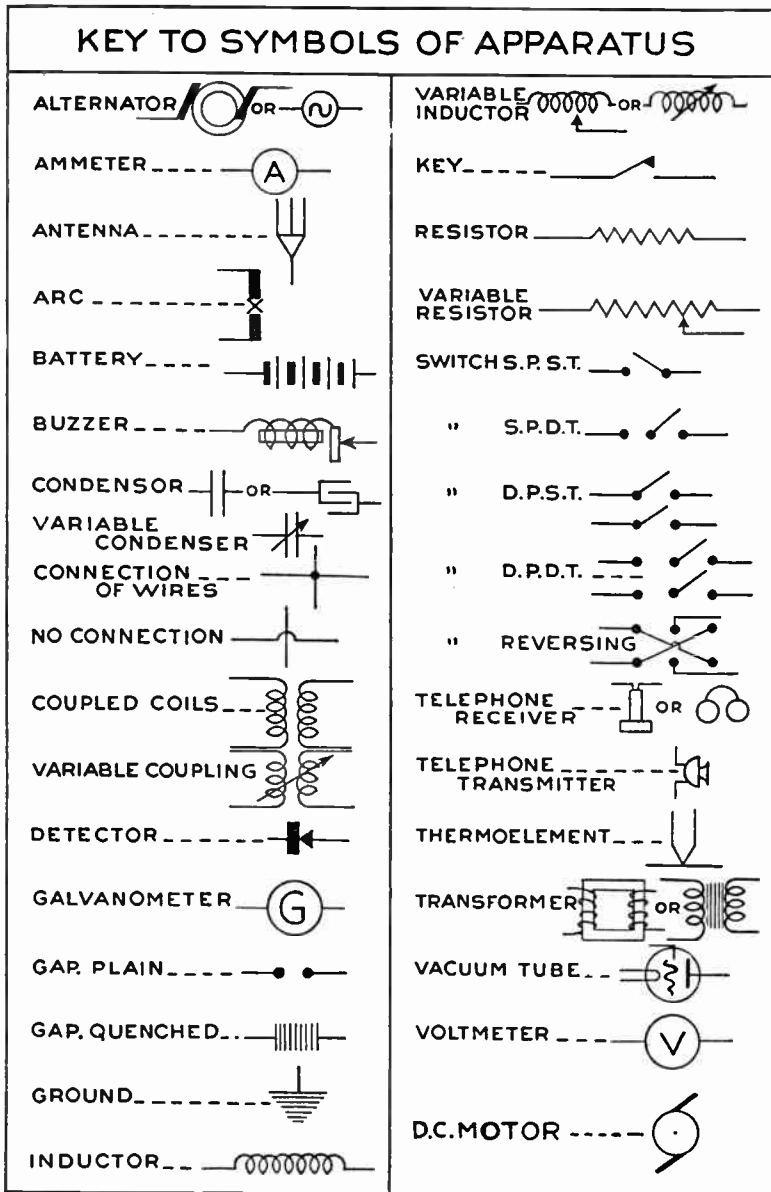 KEY TO SYMBOLS OF APPARATUS
ALTERNATOR OR
AMMETER A
ANTENNA
ARC
BATTERY
BUZZER
CONDENSOR OR
VARIABLE
CONDENSER
CONNECTION
OF WIRES
NO CONNECTION
COUPLED COILS
VARIABLE COUPLING
DETECTOR
GALVANOMETER G
GAP. PLAIN
GAP. QUENCHED
GROUND
INDUCTOR
VARIABLE
INDUCTOR OR
KEY
RESISTOR
VARIABLE
RESISTOR
SWITCH S.P.S.T.
" S.P.D.T.
" D.P.S.T.
" D.P.D.T.
" REVERSING
TELEPHONE
RECEIVER OR
TELEPHONE
TRANSMITTER
THERMOELEMENT
TRANSFORMER OR
VACUUM TUBE
VOLTMETER V
D.C. MOTOR